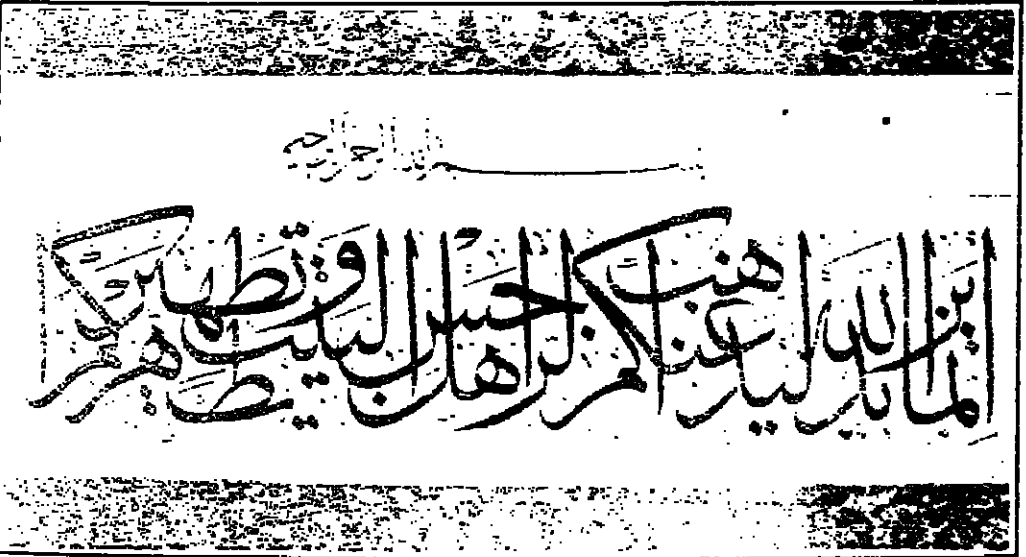 بسم الله الرحمن الرحيم
إنما يريد الله ليذهب عنكم الرجس أهل البيت ويطهركم تطهيرا